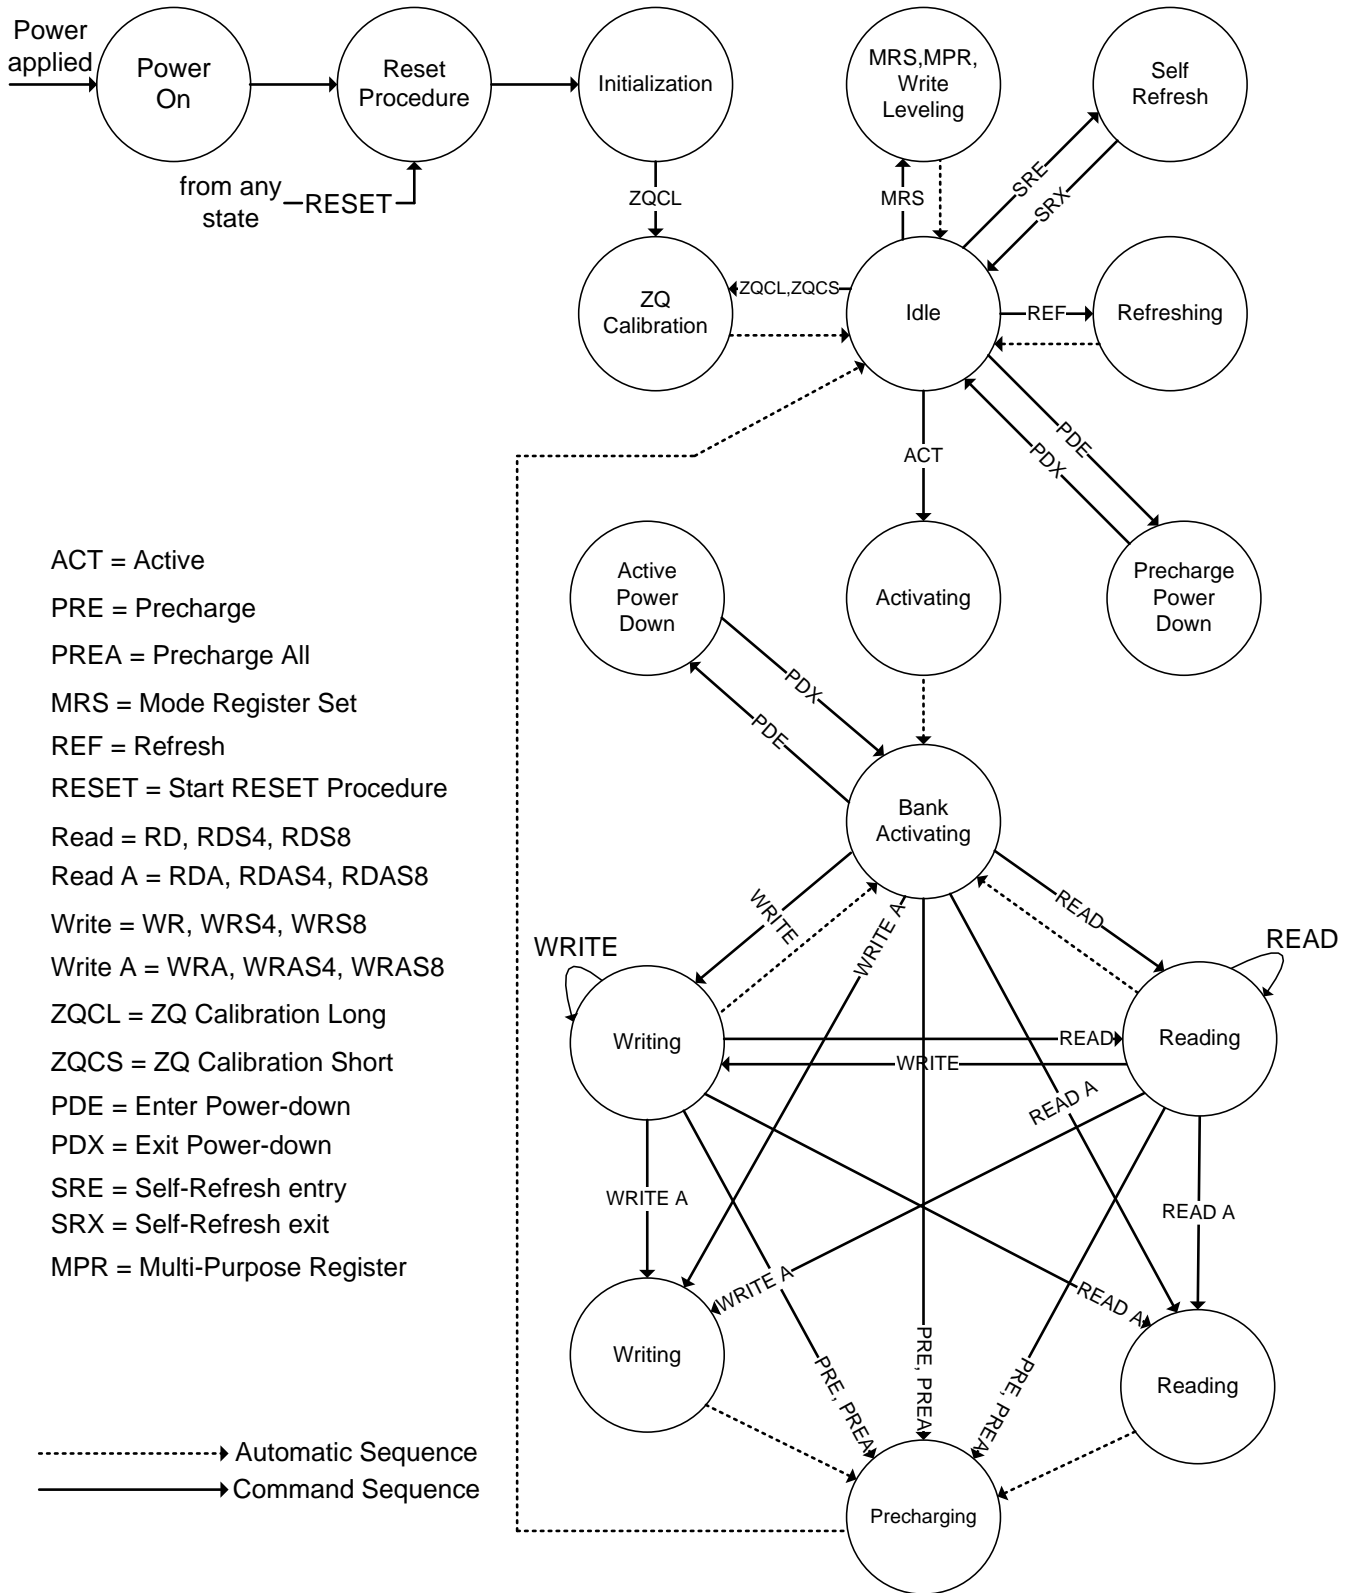 Power
applied
Power
On
Reset
Procedure
Initialization
MRS,MPR,
Write
Leveling
Self
Refresh
from any
state
RESET
ZQCL
MRS
SRE
SRX
ZQ
Calibration
ZQCL,ZQCS
Idle
REF
Refreshing
ACT
PDE
PDX
Active
Power
Down
Activating
Precharge
Power
Down
PDX
PDE
Bank
Activating
WRITE
WRITE A
READ
WRITE
READ
Writing
READ
WRITE
Reading
READ A
WRITE A
READ A
WRITE A
READ A
Writing
PRE, PREA
PRE, PREA
PRE, PREA
Reading
Precharging
ACT = Active
PRE = Precharge
PREA = Precharge All
MRS = Mode Register Set
REF = Refresh
RESET = Start RESET Procedure
Read = RD, RDS4, RDS8
Read A = RDA, RDAS4, RDAS8
Write = WR, WRS4, WRS8
Write A = WRA, WRAS4, WRAS8
ZQCL = ZQ Calibration Long
ZQCS = ZQ Calibration Short
PDE = Enter Power-down
PDX = Exit Power-down
SRE = Self-Refresh entry
SRX = Self-Refresh exit
MPR = Multi-Purpose Register
Automatic Sequence
Command Sequence